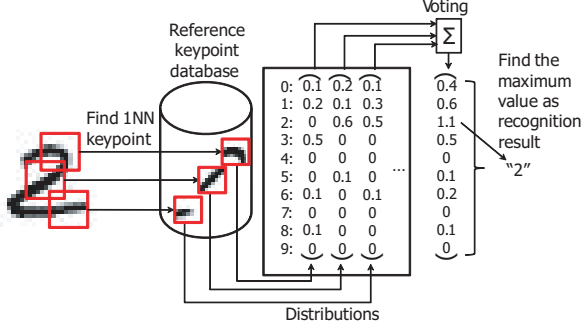 Voting
Σ
Reference
keypoint
database
Find 1NN
keypoint
0: 0.1 0.2 0.1 0.4
1: 0.2 0.1 0.3 0.6
2: 0 0.6 0.5 1.1
3: 0.5 0 0 0.5
4: 0 0 0 0
...
5: 0 0.1 0 0.1
6: 0.1 0 0.1 0.2
7: 0 0 0 0
8: 0.1 0 0 0.1
9: 0 0 0 0
Find the
maximum
value as
recognition
result
“2”
Distributions